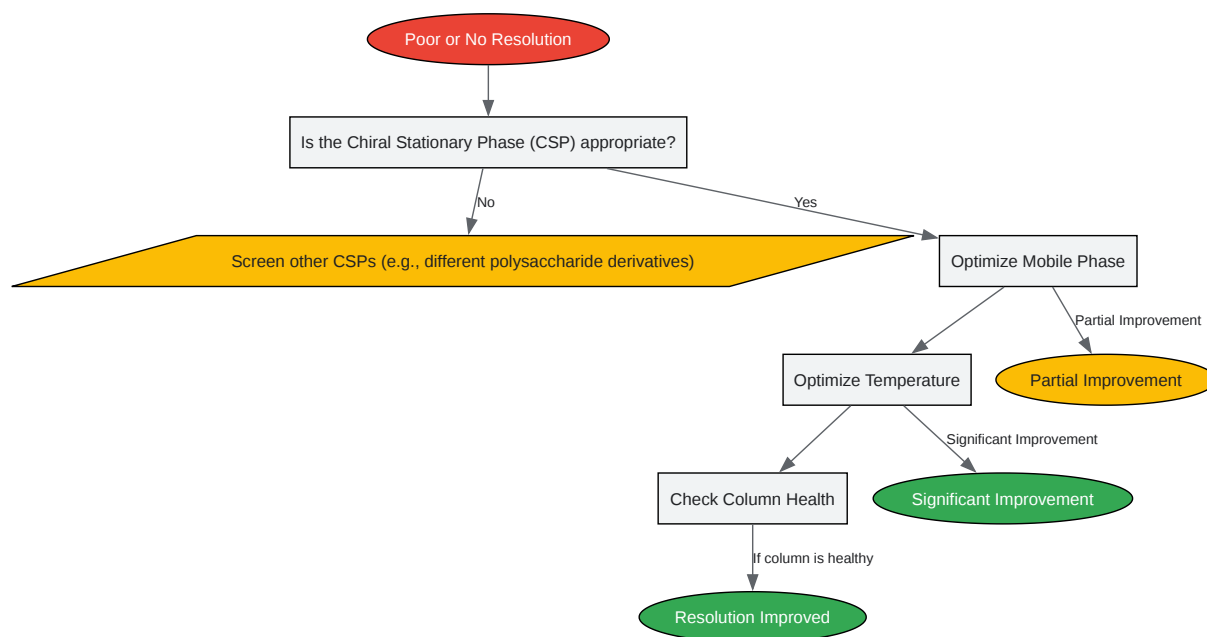 Poor or No Resolution
Is the Chiral Stationary Phase (CSP) appropriate?
No
Yes
Screen other CSPs (e.g., different polysaccharide derivatives)
Optimize Mobile Phase
Partial Improvement
Optimize Temperature
Partial Improvement
Significant Improvement
Check Column Health
Significant Improvement
If column is healthy
Resolution Improved